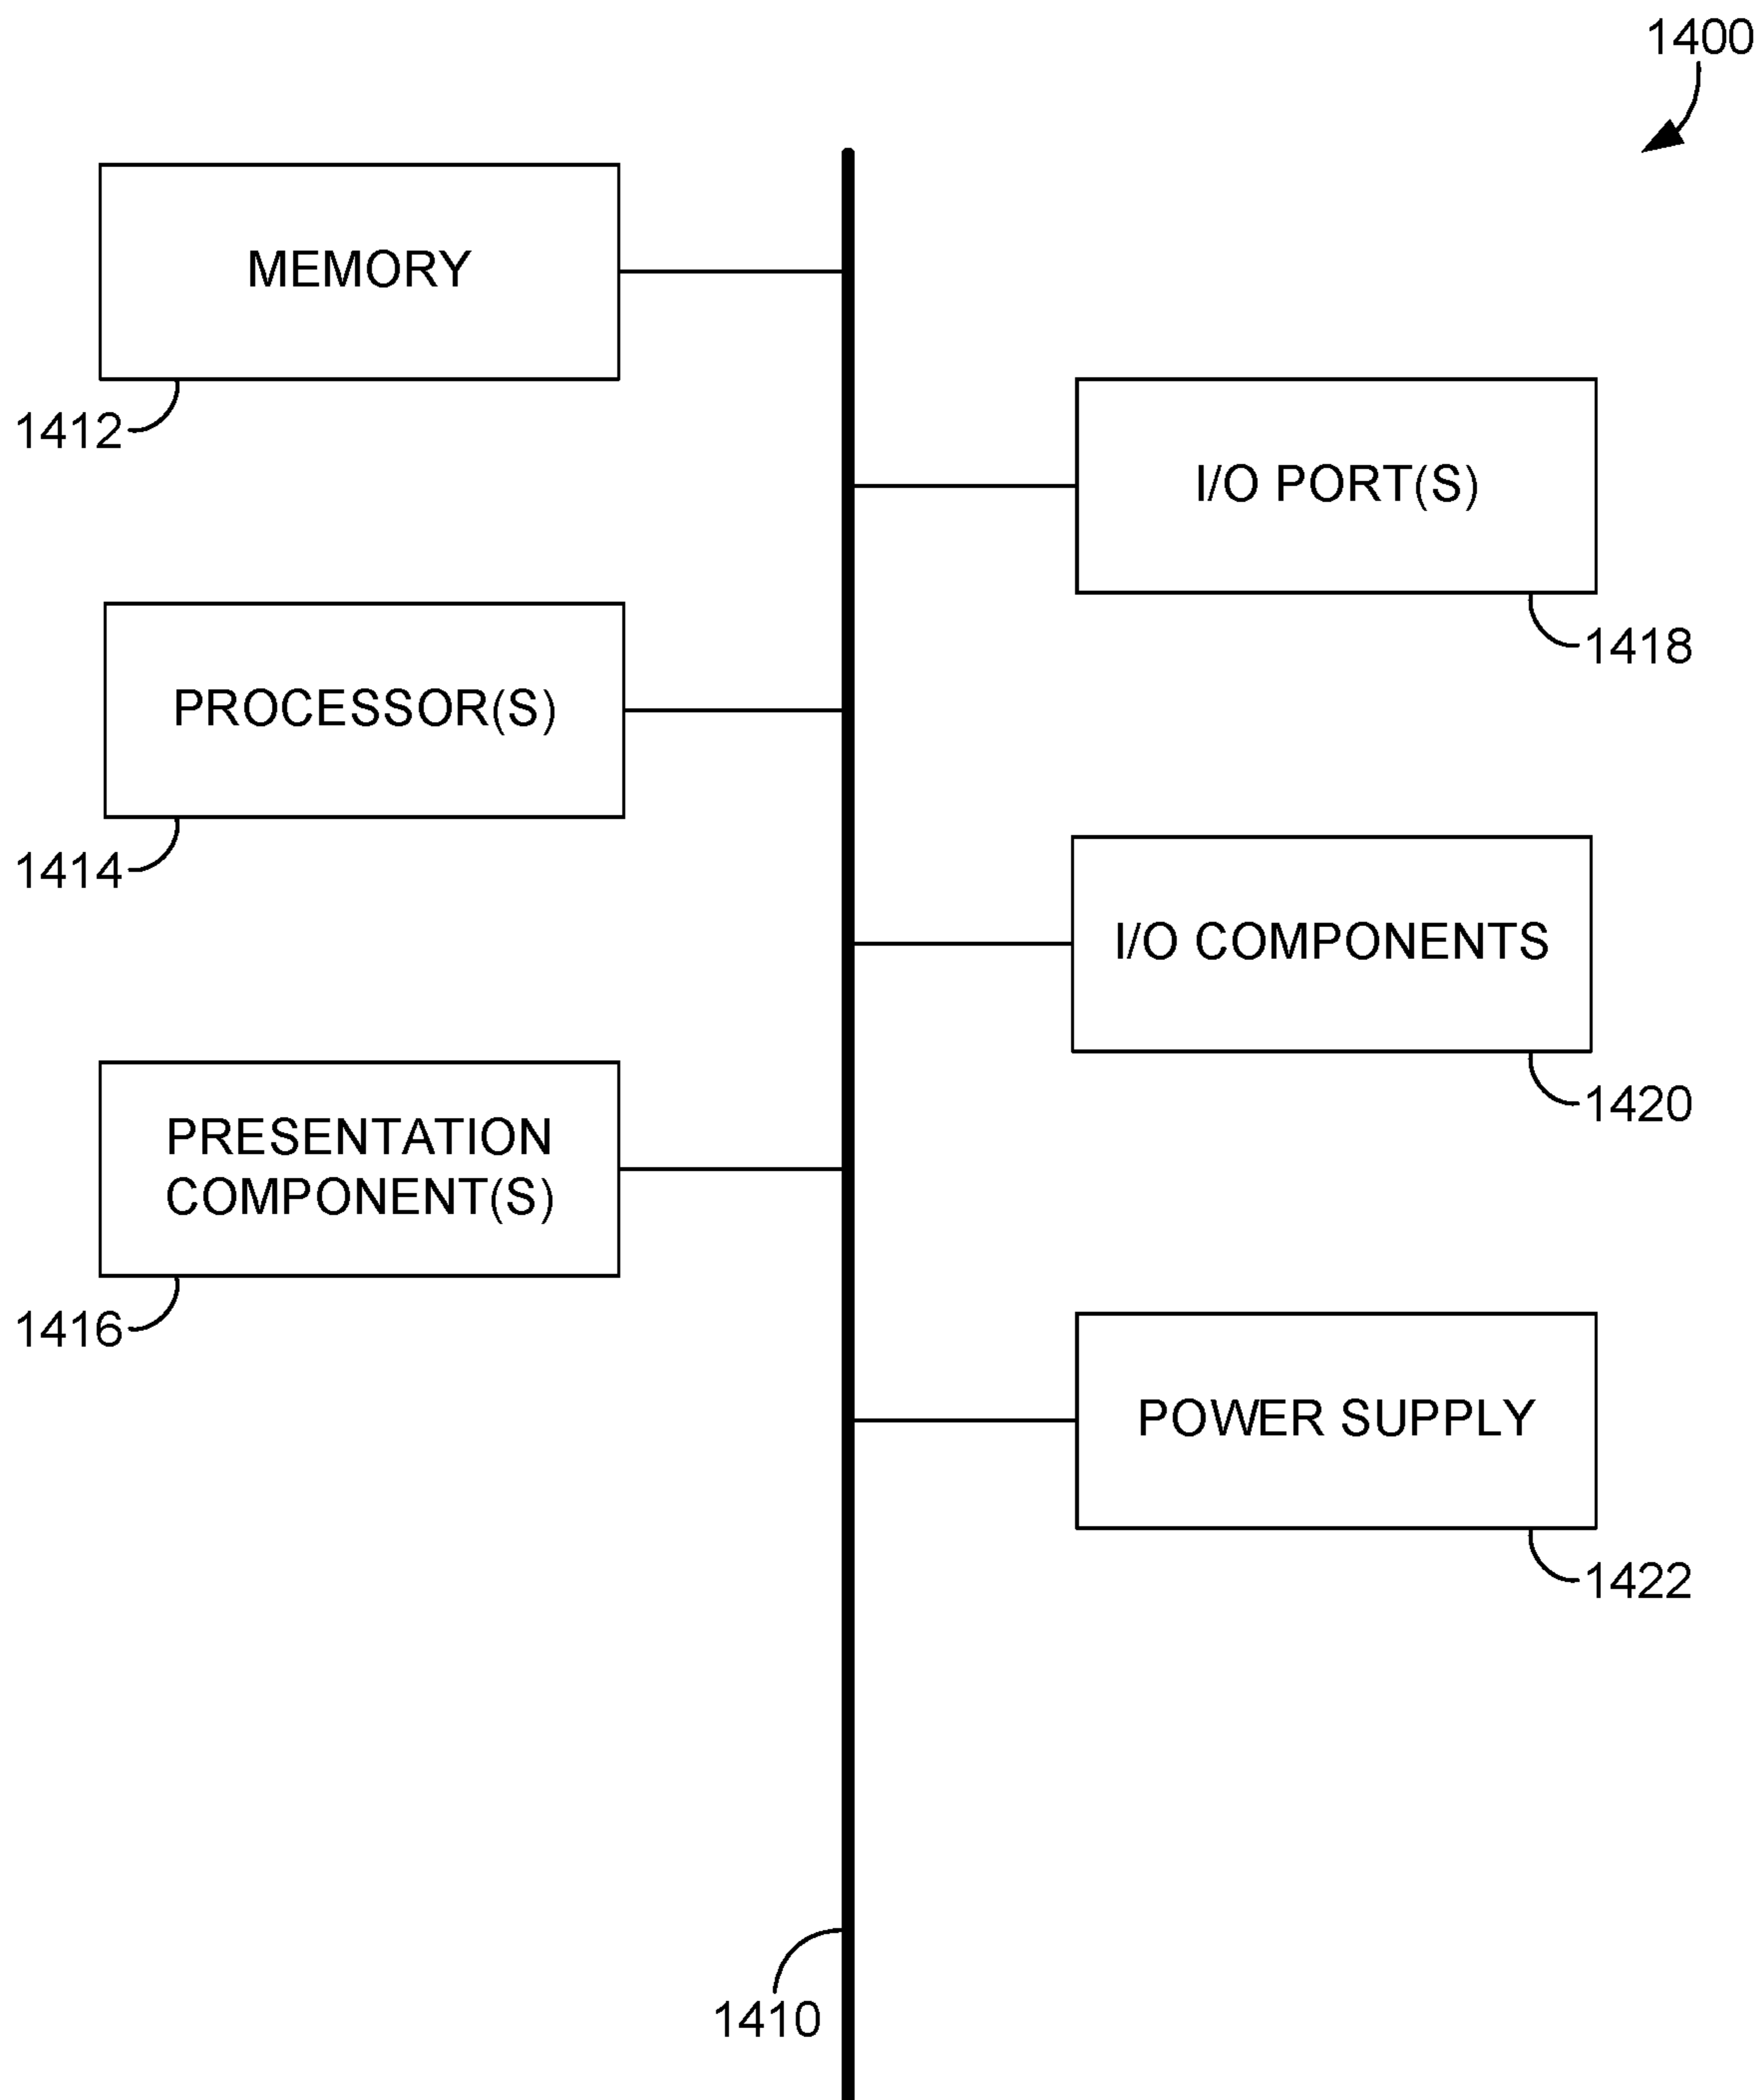 1400
MEMORY
1412
I/O PORT(S)
1418
PROCESSOR(S)
1414
I/O COMPONENTS
1420
PRESENTATION
COMPONENT(S)
1416
POWER SUPPLY
1422
1410